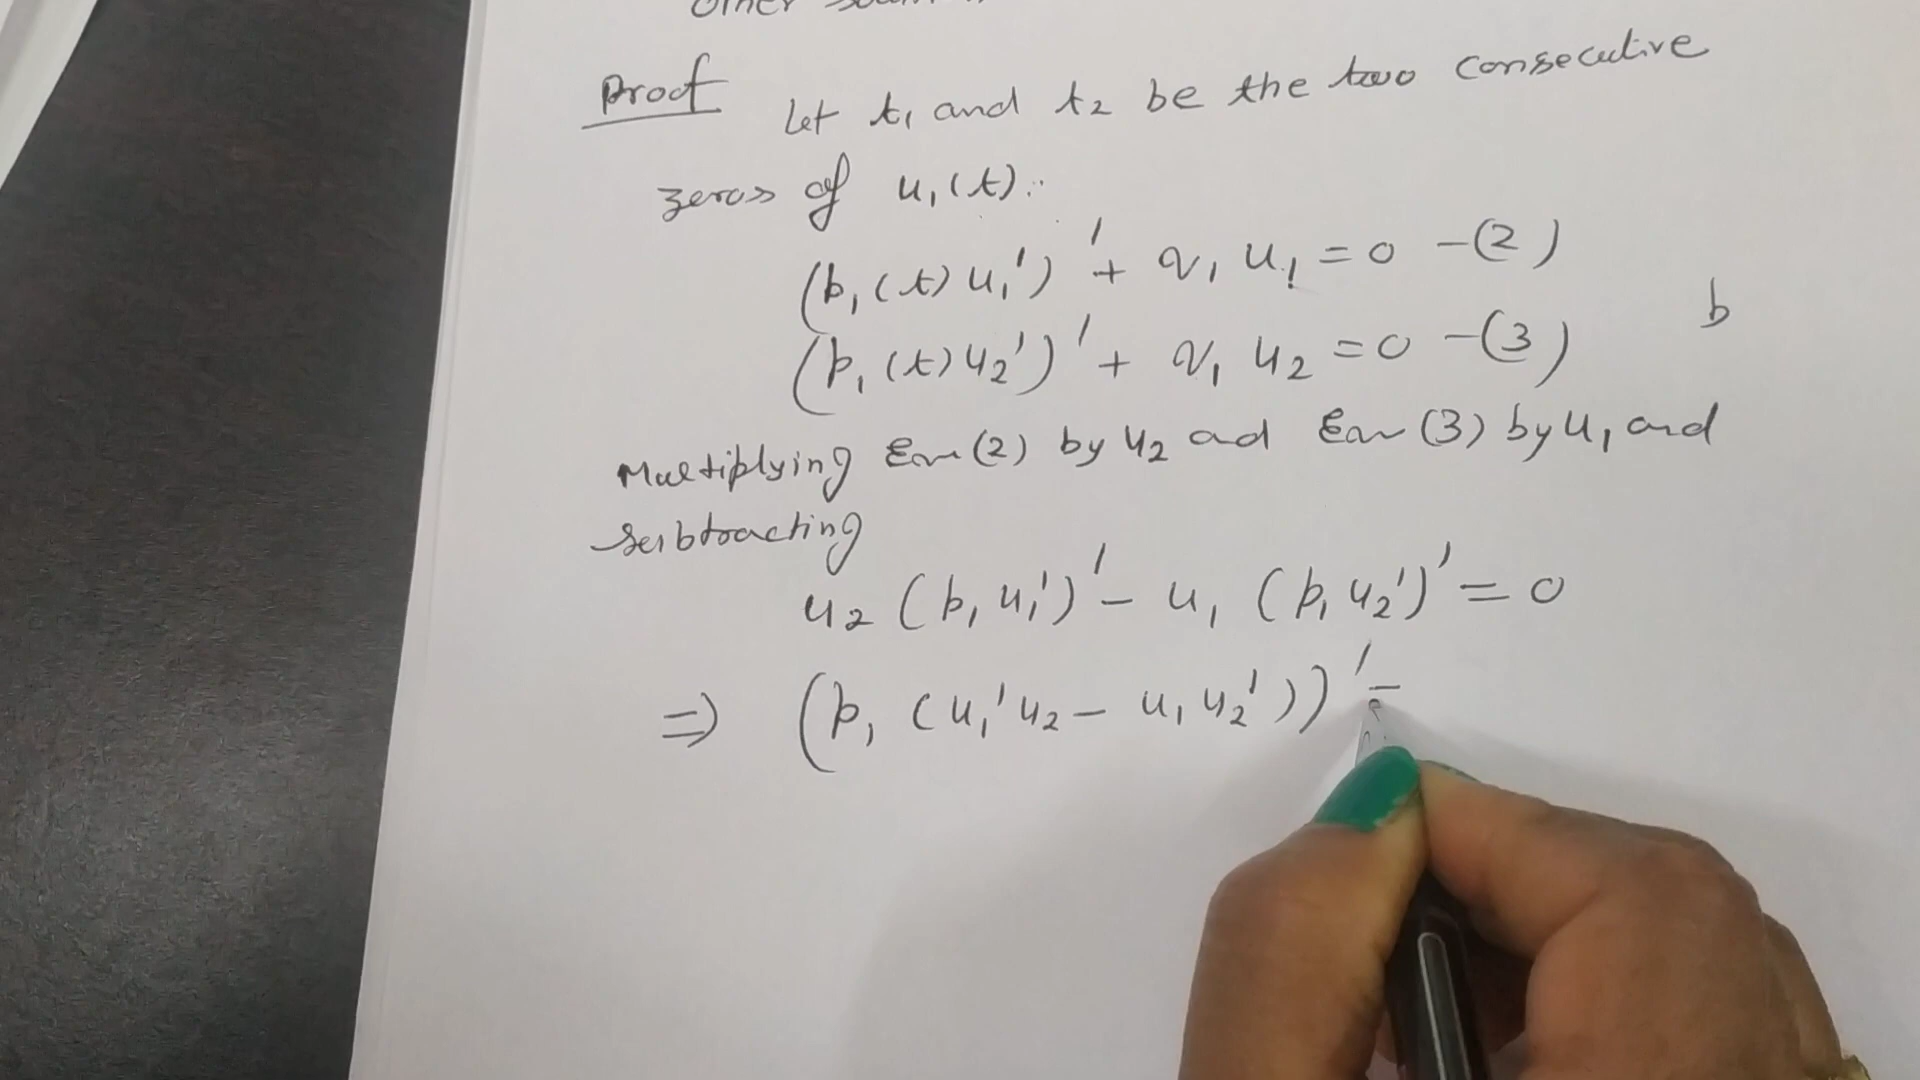 other
Proof Let t₁ and t₂ be the two consecutive
zeros of u₁(t).
(p₁(t) u₁')' + q₁ u₁ = 0 -(2)
b
(p₁(t) u₂')' + q₁ u₂ = 0 -(3)
Multiplying Eqn (2) by u₂ and Eqn (3) by u₁ and
subtracting
u₂ (p₁ u₁')' - u₁ (p₁ u₂')' = 0
⇒ (p₁ (u₁' u₂ - u₁ u₂'))' =